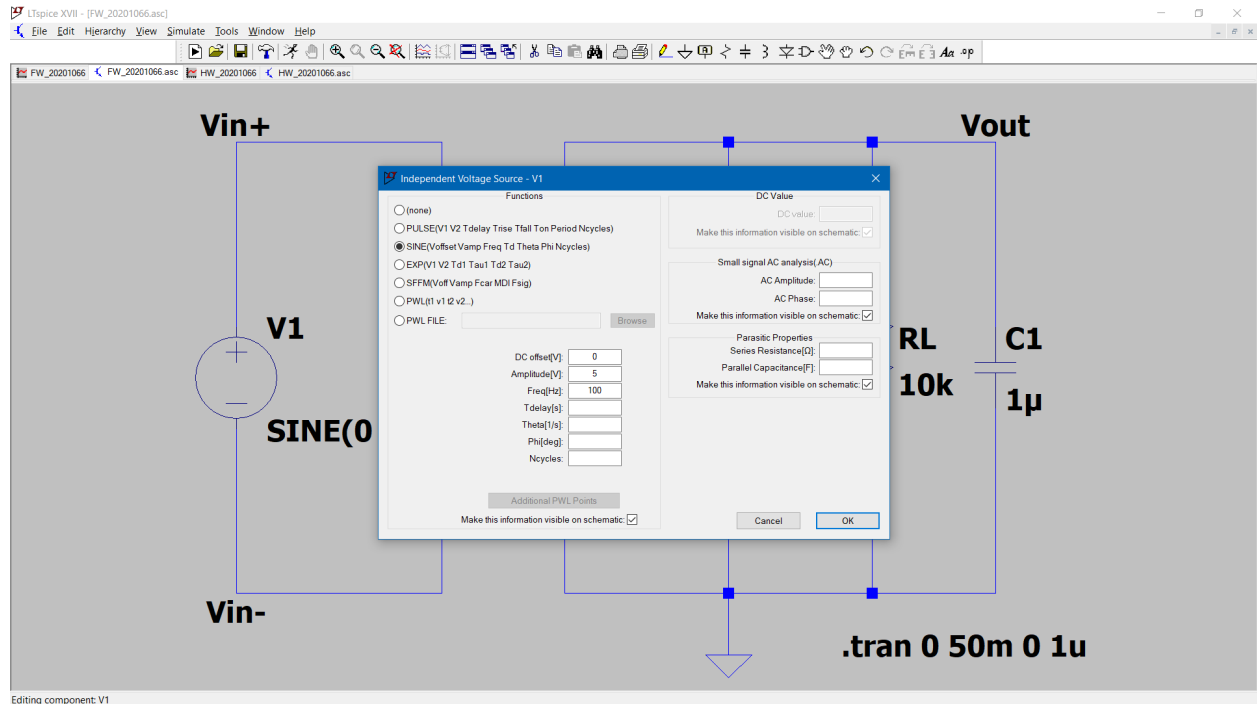 LTspice XVII - [FW_20201066.asc]
File Edit Hierarchy View Simulate Tools Window Help
FW_20201066 FW_20201066.asc HW_20201066 HW_20201066.asc
Vin+
Vout
Independent Voltage Source - V1
Functions
(none)
PULSE(V1 V2 Tdelay Trise Tfall Ton Period Ncycles)
SINE(Voffset Vamp Freq Td Theta Phi Ncycles)
EXP(V1 V2 Td1 Tau1 Td2 Tau2)
SFFM(Voff Vamp Fcar MDI Fsig)
PWL(t1 v1 t2 v2...)
PWL FILE: Browse
DC offset[V]: 0
Amplitude[V]: 5
Freq[Hz]: 100
Tdelay[s]:
Theta[1/s]:
Phi[deg]:
Ncycles:
Additional PWL Points
Make this information visible on schematic:
DC Value
DC value:
Make this information visible on schematic:
Small signal AC analysis(.AC)
AC Amplitude:
AC Phase:
Make this information visible on schematic:
Parasitic Properties
Series Resistance[Ω]:
Parallel Capacitance[F]:
Make this information visible on schematic:
Cancel OK
V1
SINE(0
RL
10k
C1
1µ
Vin-
.tran 0 50m 0 1u
Editing component: V1